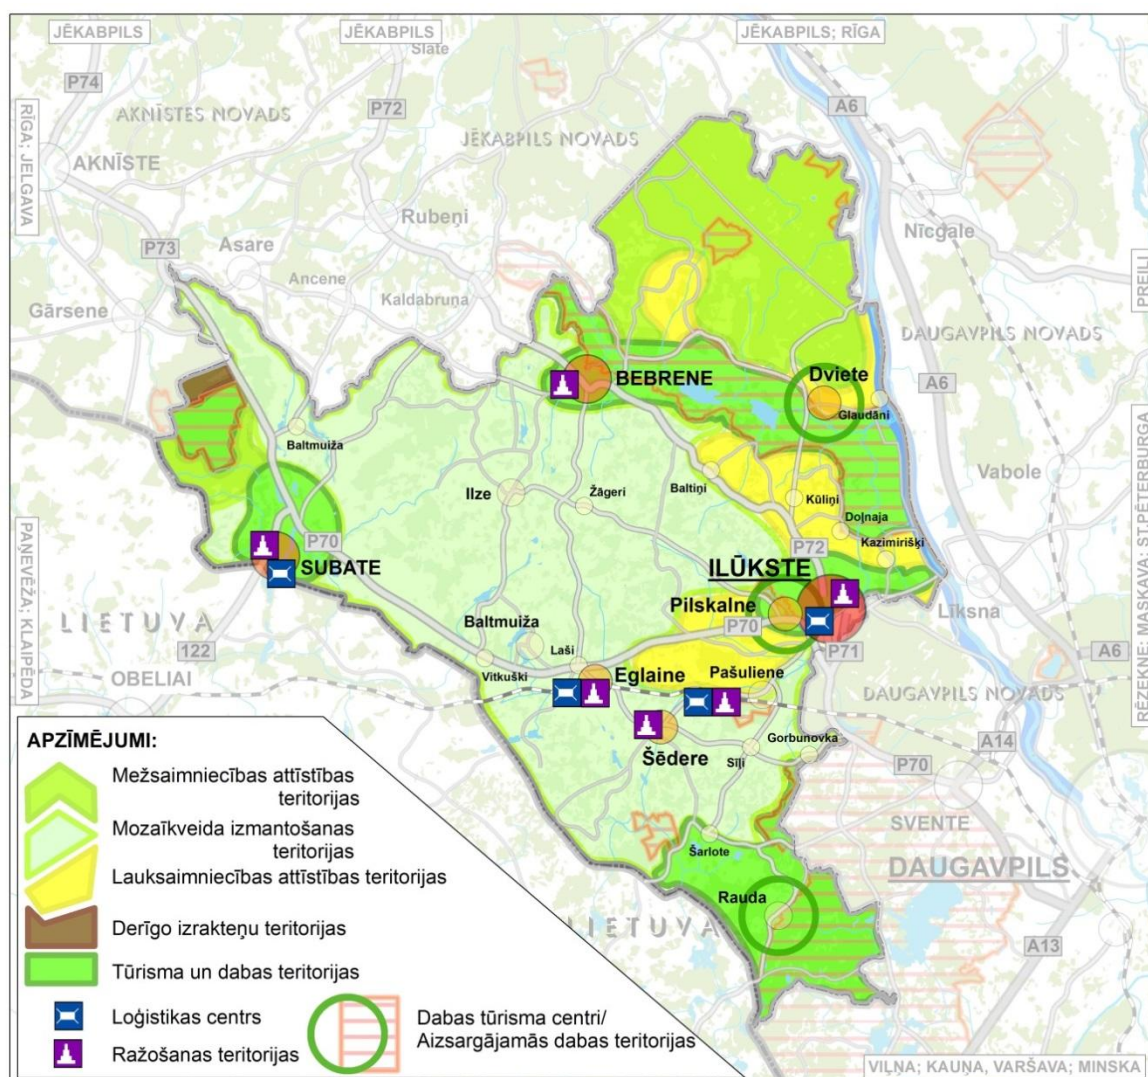 JĒKABPILS
JĒKABPILS
JĒKABPILS; RĪGA
Slate
P74
P72
A6
AKNĪSTES NOVADS
JĒKABPILS NOVADS
RĪGA; JELGAVA
AKNĪSTE
Rubeņi
Nīcgale
P73
Asare
Ancene
Kaldabruņa
PREIĻI
Gārsene
DAUGAVPILS NOVADS
BEBRENE
Dviete
A6
Glaudāni
Baltmuiža
Ilze
Žāgeri
Baltiņi
Kūliņi
Vabole
Doļnaja
P70
P72
Kazimirišķi
SUBATE
ILŪKSTE
PAŅEVĒŽA; KLAIPĒDA
RĒZEKNE; MASKAVA; ST.PĒTERBURGA
Pilskalne
Līksna
LIETUVA
Baltmuiža
P70
P71
122
Laši
A6
Vitkuški
Eglaine
Pašuliene
OBELIAI
DAUGAVPILS NOVADS
Šēdere
Gorbunovka
A14
Sīļi
P70
SVENTE
Šarlote
DAUGAVPILS
Rauda
LIETUVA
A13
APZĪMĒJUMI:
Mežsaimniecības attīstības
teritorijas
Mozaīkveida izmantošanas
teritorijas
Lauksaimniecības attīstības teritorijas
Derīgo izrakteņu teritorijas
Tūrisma un dabas teritorijas
Loģistikas centrs
Ražošanas teritorijas
Dabas tūrisma centri/
Aizsargājamās dabas teritorijas
VIĻŅA; KAUŅA, VARŠAVA; MINSKA